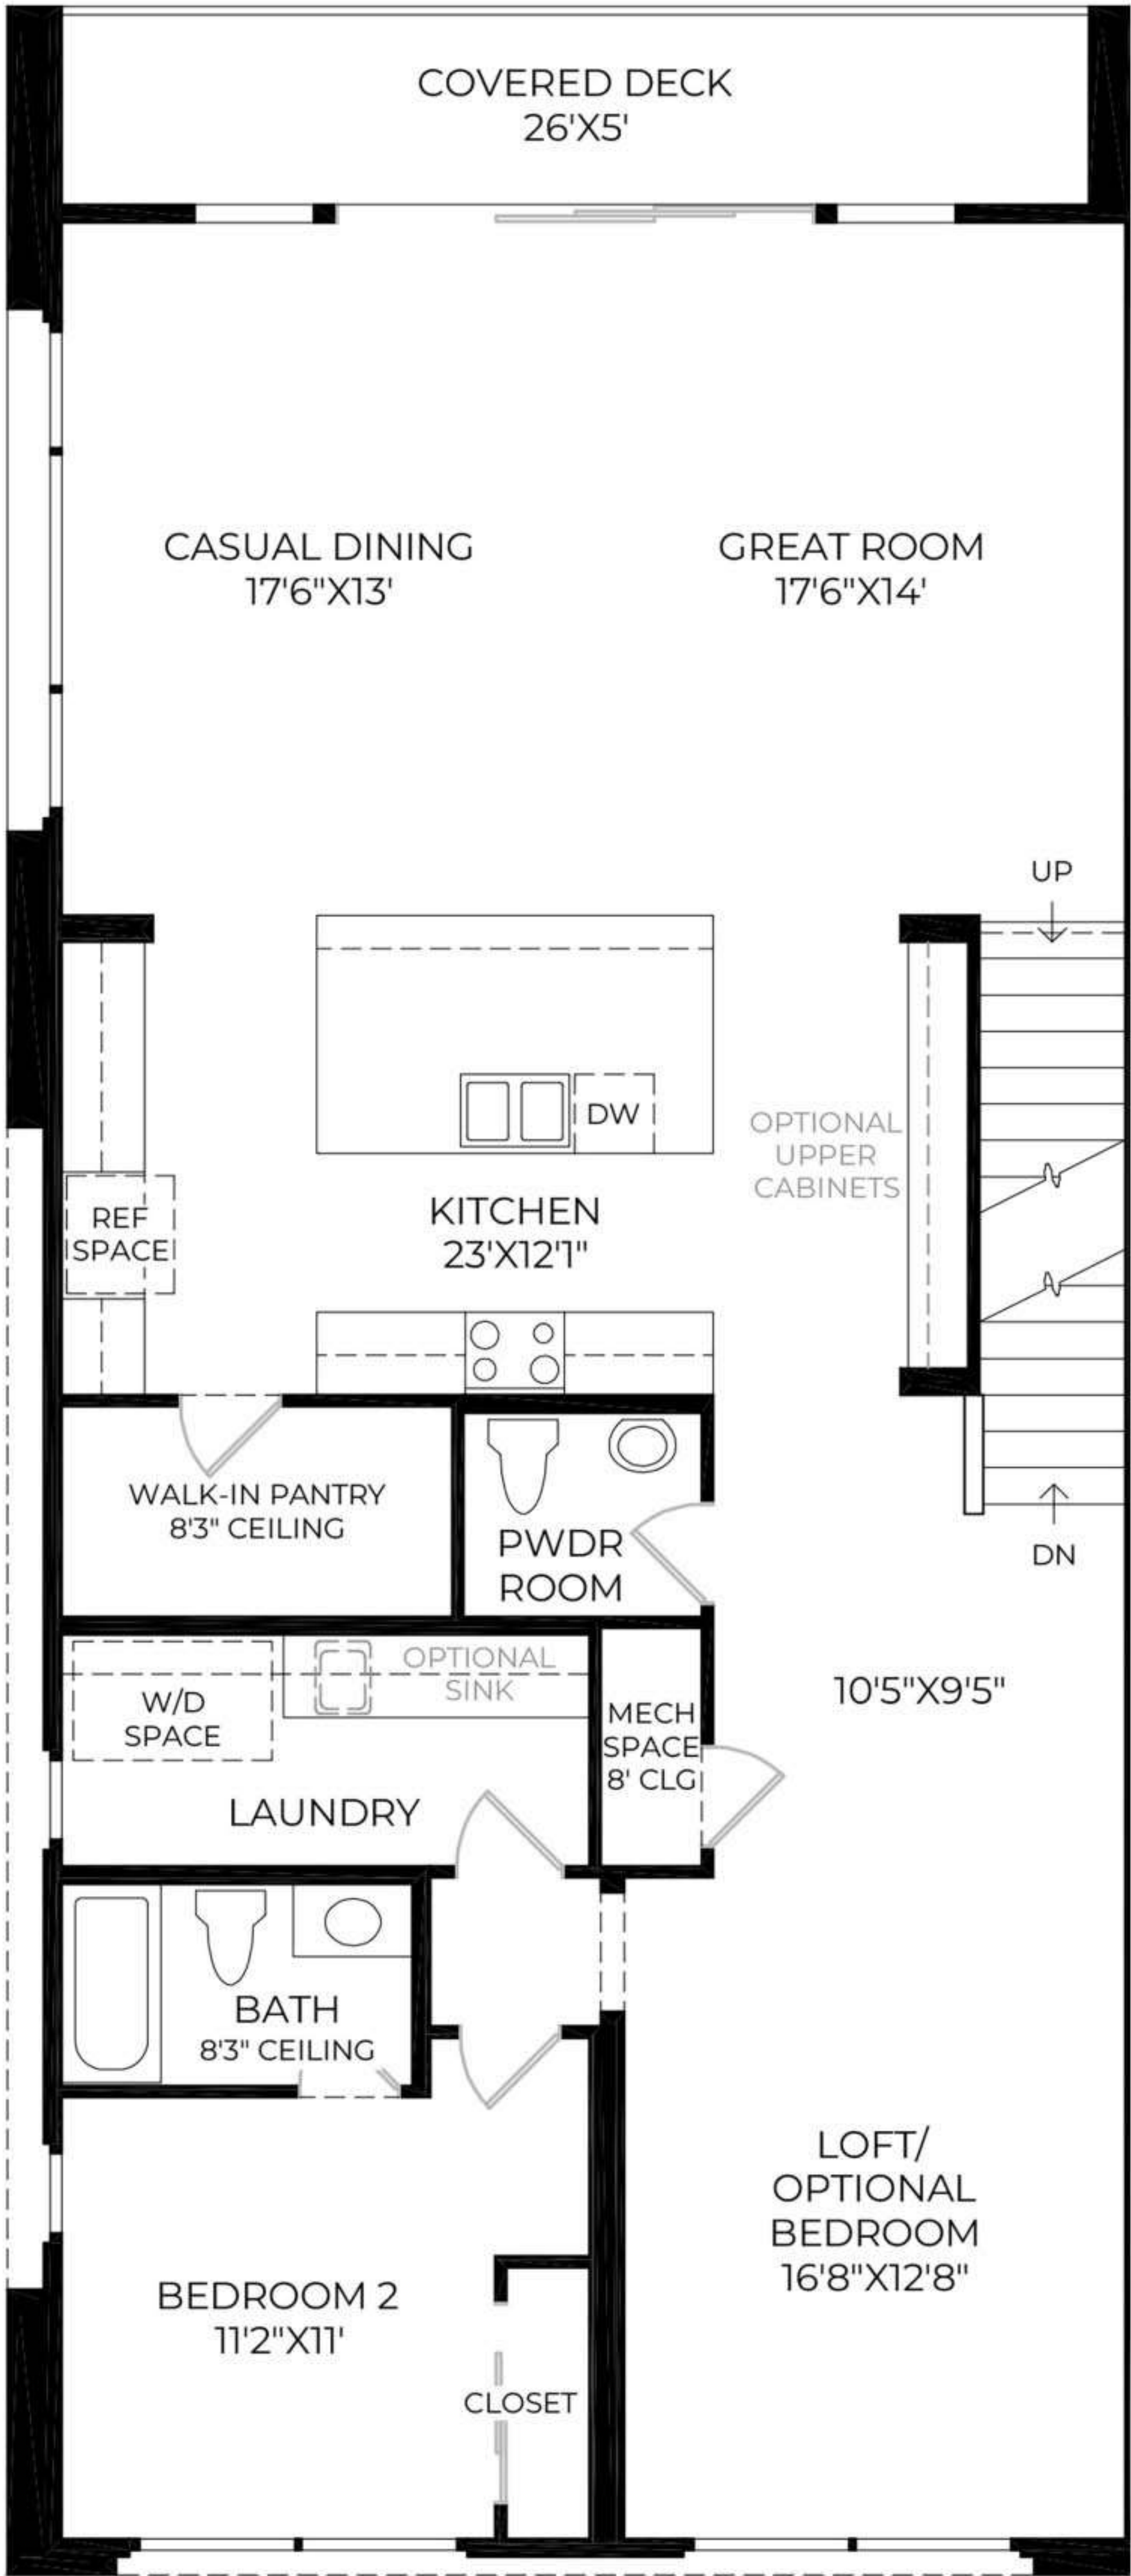 COVERED DECK
26'X5'
CASUAL DINING
17'6"X13'
GREAT ROOM
17'6"X14'
UP
DW
OPTIONAL
UPPER
CABINETS
REF
SPACE
KITCHEN
23'X12'1"
WALK-IN PANTRY
8'3" CEILING
PWDR
ROOM
DN
OPTIONAL
SINK
W/D
SPACE
LAUNDRY
MECH
SPACE
8' CLG
10'5"X9'5"
BATH
8'3" CEILING
LOFT/
OPTIONAL
BEDROOM
16'8"X12'8"
BEDROOM 2
11'2"X11'
CLOSET